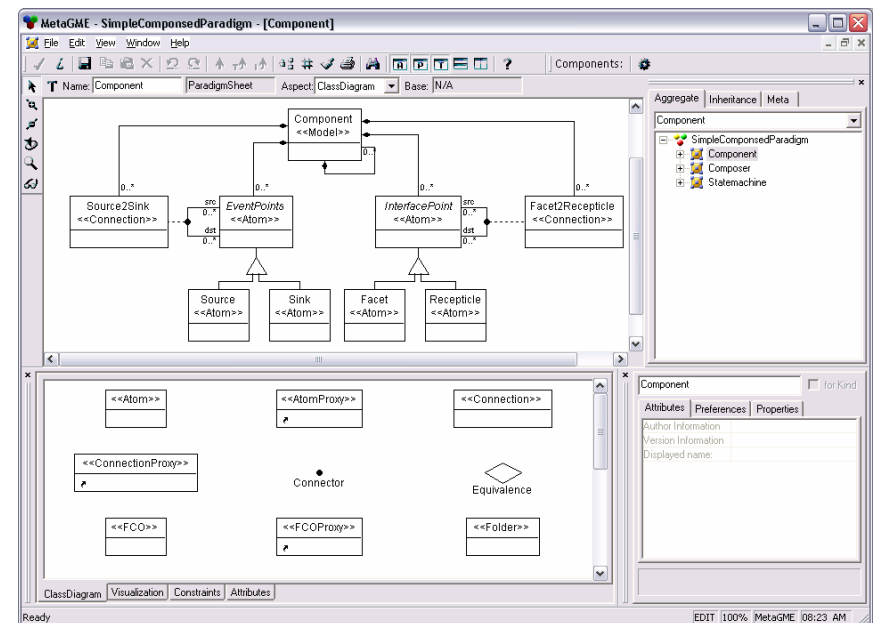 MetaGME - SimpleComponsedParadigm - [Component]
File Edit View Window Help
Components:
Name: Component ParadigmSheet Aspect: ClassDiagram Base: N/A
Component
<<Model>>
0..*
0..*
0..*
0..*
Source2Sink
<<Connection>>
src
0..*
dst
0..*
EventPoints
<<Atom>>
InterfacePoint
<<Atom>>
src
0..*
dst
0..*
Facet2Recepticle
<<Connection>>
Source
<<Atom>>
Sink
<<Atom>>
Facet
<<Atom>>
Recepticle
<<Atom>>
Aggregate Inheritance Meta
Component
SimpleComponsedParadigm
Component
Composer
Statemachine
<<Atom>>
<<AtomProxy>>
<<Connection>>
<<ConnectionProxy>>
Connector
Equivalence
<<FCO>>
<<FCOProxy>>
<<Folder>>
ClassDiagram Visualization Constraints Attributes
Component for Kind
Attributes Preferences Properties
Author Information
Version Information
Displayed name:
Ready
EDIT 100% MetaGME 08:23 AM